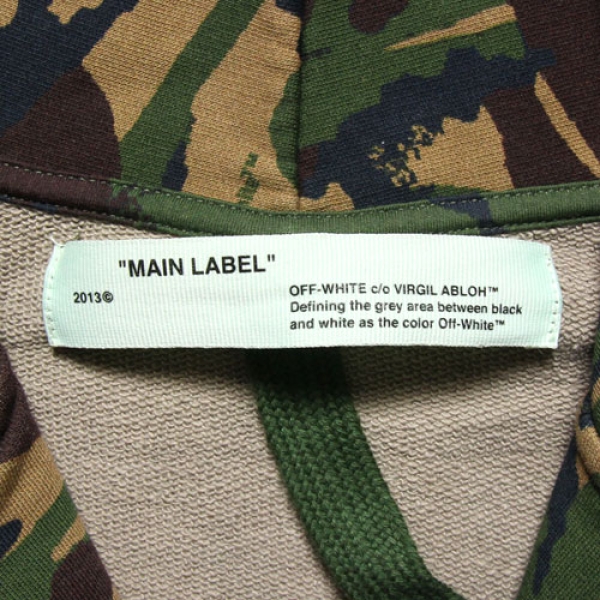 "MAIN LABEL"
2013©
OFF-WHITE c/o VIRGIL ABLOH™
Defining the grey area between black
and white as the color Off-White™